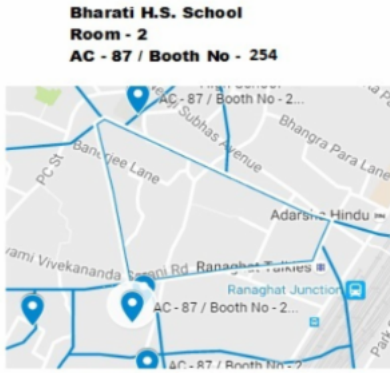 Bharati H.S. School
Room - 2
AC - 87 / Booth No - 254
AC - 87 / Booth No - 2...
Subhas Avenue
Bhangra Para Lane
Banerjee Lane
PC St
Adarsha Hindu
Ranaghat Talkies
Ranaghat Junction
AC - 87 / Booth No - 2...
AC - 87 / Booth No - 2...
Park